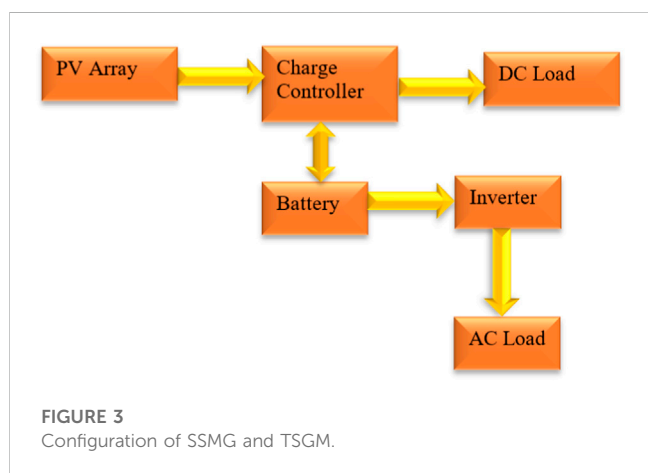 PV Array
Charge
Controller
DC Load
Battery
Inverter
AC Load
FIGURE 3
Configuration of SSMG and TSGM.